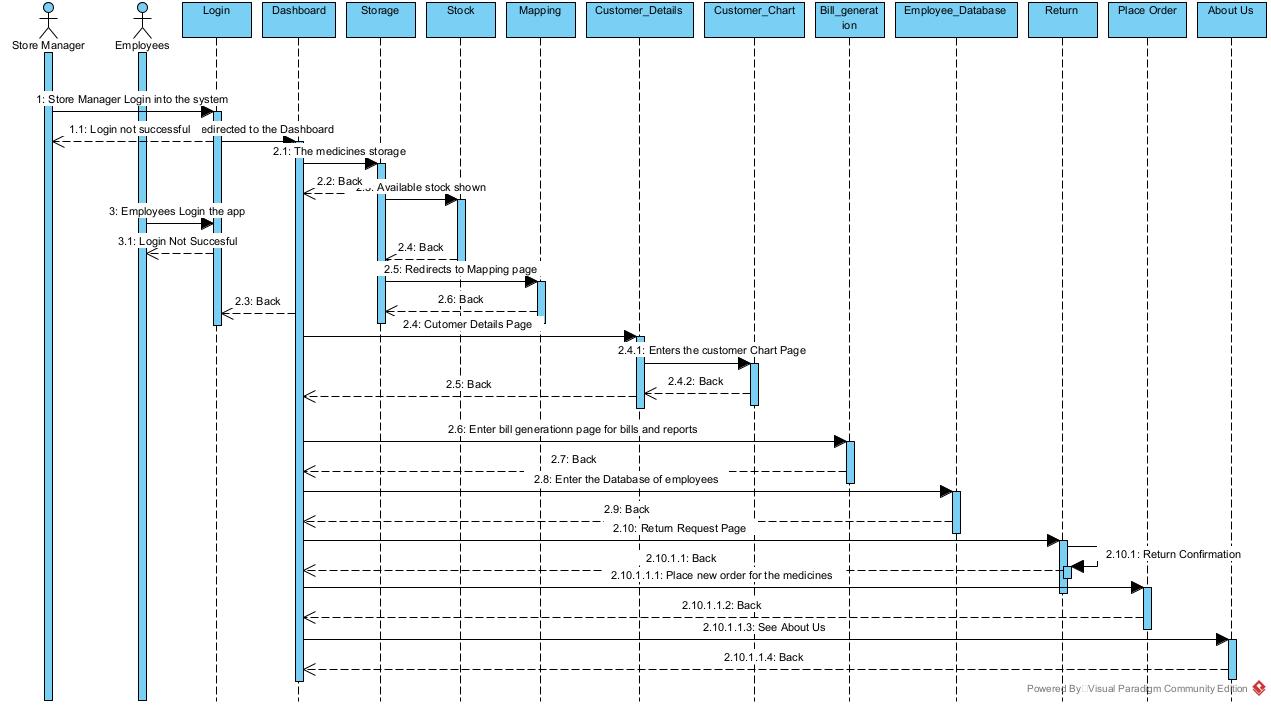 Login
Dashboard
Storage
Stock
Mapping
Customer_Details
Customer_Chart
Bill_generat
ion
Employee_Database
Return
Place Order
About Us
Store Manager
Employees
1: Store Manager Login into the system
1.1: Login not successful
edirected to the Dashboard
2.1: The medicines storage
2.2: Back
Available stock shown
3: Employees Login the app
3.1: Login Not Succesful
2.4: Back
2.5: Redirects to Mapping page
2.6: Back
2.3: Back
2.4: Cutomer Details Page
2.4.1: Enters the customer Chart Page
2.4.2: Back
2.5: Back
2.6: Enter bill generationn page for bills and reports
2.7: Back
2.8: Enter the Database of employees
2.9: Back
2.10: Return Request Page
2.10.1: Return Confirmation
2.10.1.1: Back
2.10.1.1.1: Place new order for the medicines
2.10.1.1.2: Back
2.10.1.1.3: See About Us
2.10.1.1.4: Back
Powered By Visual Paradigm Community Edition